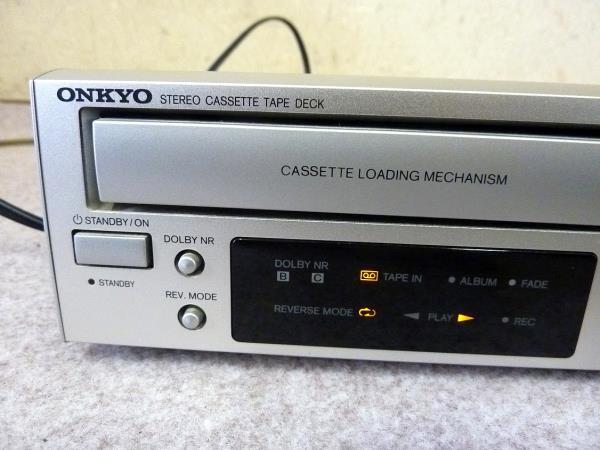 ONKYO STEREO CASSETTE TAPE DECK
CASSETTE LOADING MECHANISM
STANDBY / ON
DOLBY NR
STANDBY
REV. MODE
DOLBY NR
B C
TAPE IN
ALBUM
FADE
REVERSE MODE
PLAY
REC